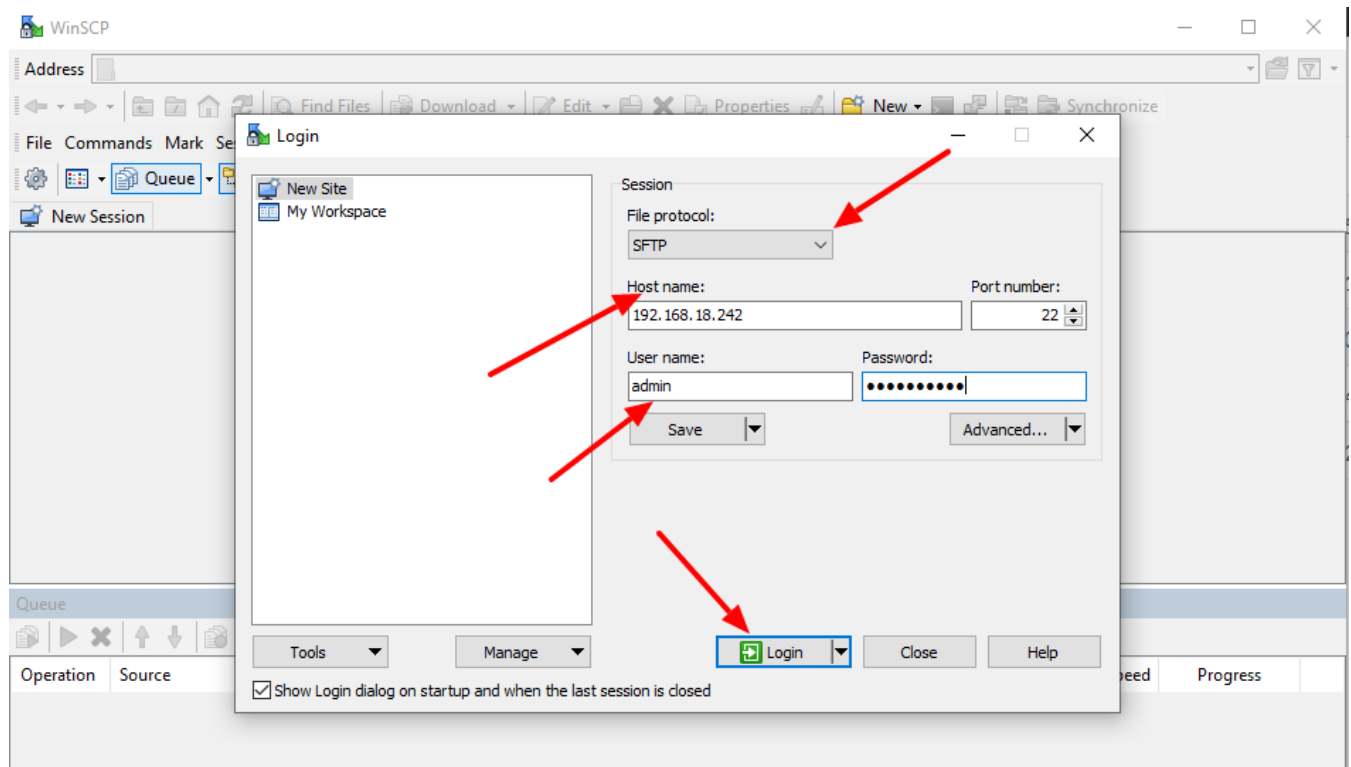 WinSCP
Address
Find Files Download Edit Properties New Synchronize
File Commands Mark Se
Queue
New Session
Login
New Site
My Workspace
Session
File protocol:
SFTP
Host name: Port number:
192.168.18.242 22
User name: Password:
admin ●●●●●●●●●●
Save Advanced...
Queue
Tools Manage Login Close Help
Show Login dialog on startup and when the last session is closed
Operation Source peed Progress